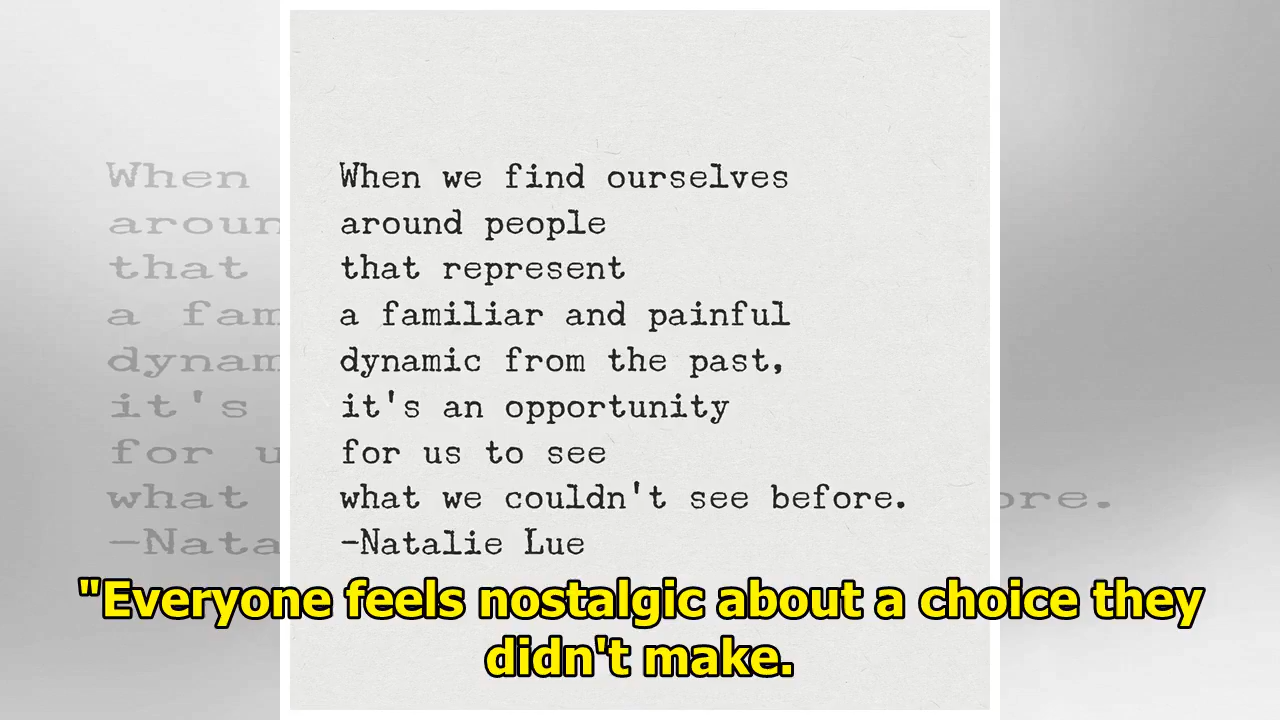 When we find ourselves
around people
that represent
a familiar and painful
dynamic from the past,
it's an opportunity
for us to see
what we couldn't see before.
-Natalie Lue
"Everyone feels nostalgic about a choice they
didn't make.